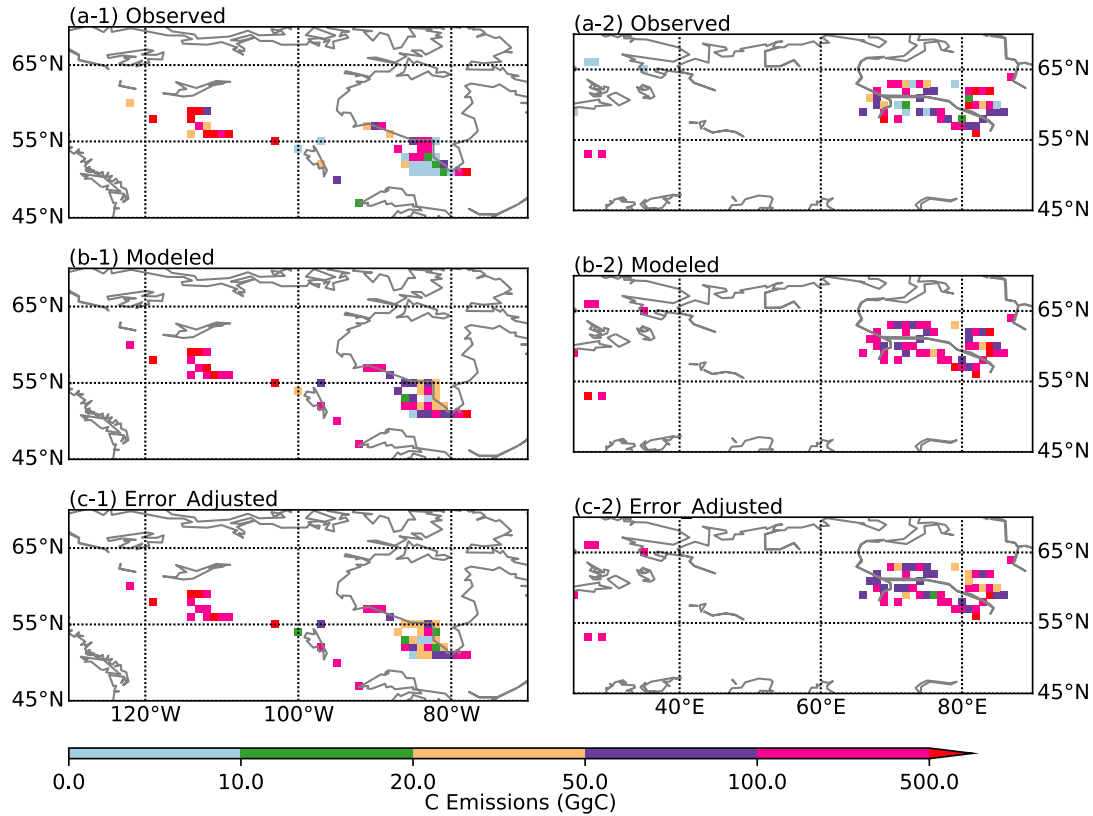 (a-1) Observed
(a-2) Observed
65°N
65°N
55°N
55°N
45°N
45°N
(b-1) Modeled
(b-2) Modeled
65°N
65°N
55°N
55°N
45°N
45°N
(c-1) Error_Adjusted
(c-2) Error_Adjusted
65°N
65°N
55°N
55°N
45°N
45°N
120°W 100°W 80°W 40°E 60°E 80°E
0.0 10.0 20.0 50.0 100.0 500.0
C Emissions (GgC)